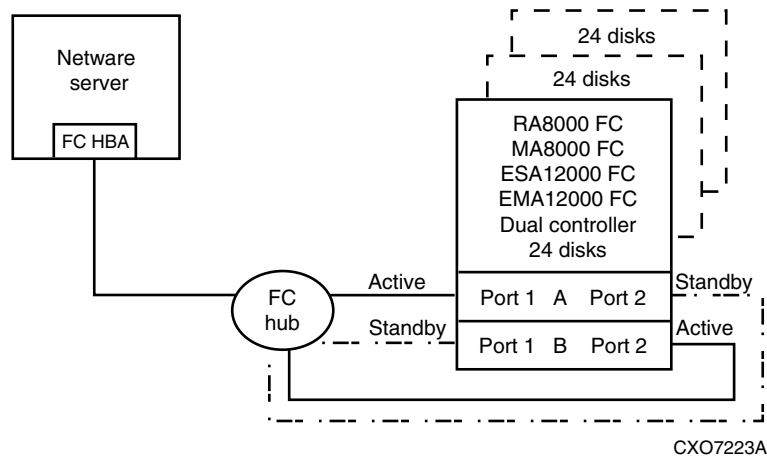 24 disks
24 disks
Netware
server
FC HBA
RA8000 FC
MA8000 FC
ESA12000 FC
EMA12000 FC
Dual controller
24 disks
FC
hub
Active
Port 1 A Port 2
Standby
Standby
Port 1 B Port 2
Active
CXO7223A